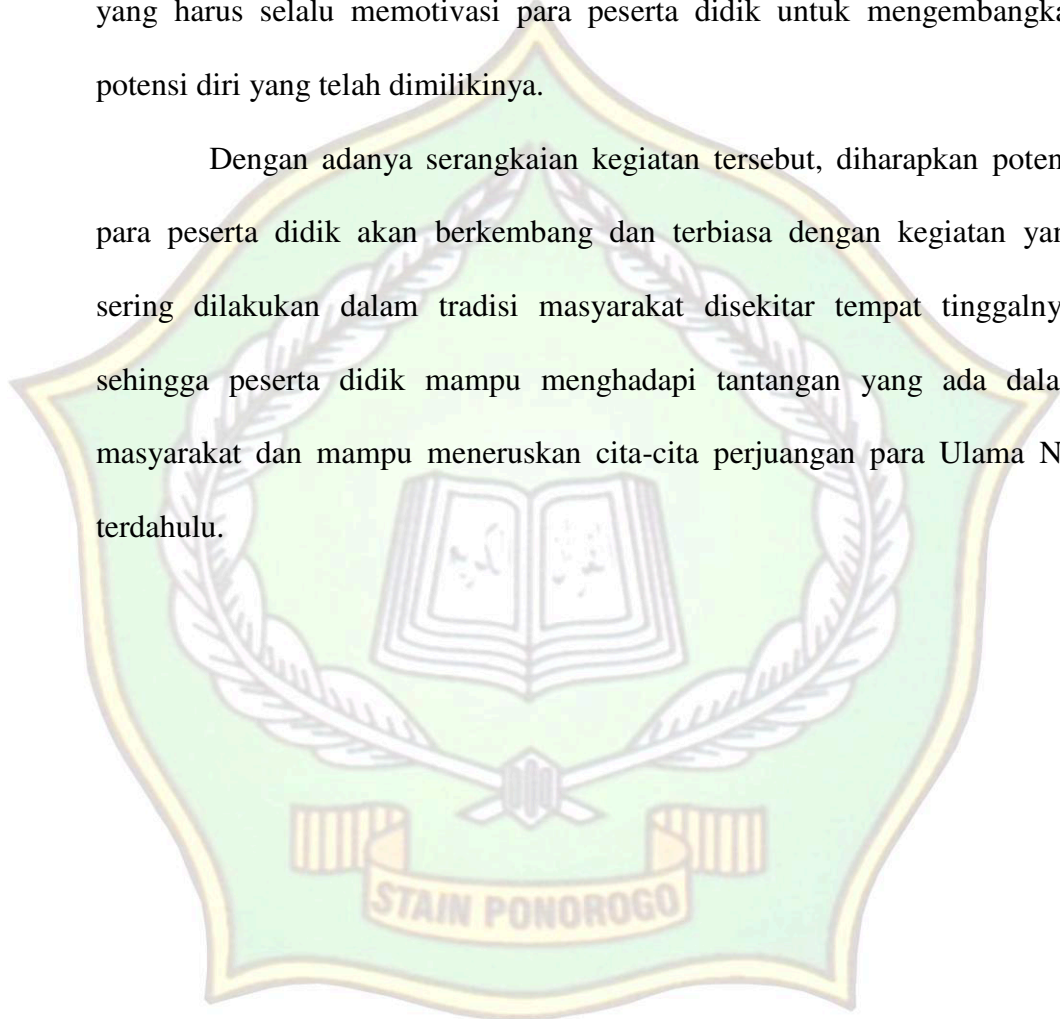 yang harus selalu memotivasi para peserta didik untuk mengembangka
potensi diri yang telah dimilikinya.
Dengan adanya serangkaian kegiatan tersebut, diharapkan poten
para peserta didik akan berkembang dan terbiasa dengan kegiatan yan
sering dilakukan dalam tradisi masyarakat disekitar tempat tinggalny
sehingga peserta didik mampu menghadapi tantangan yang ada dala
masyarakat dan mampu meneruskan cita-cita perjuangan para Ulama N
terdahulu.
STAIN PONOROGO